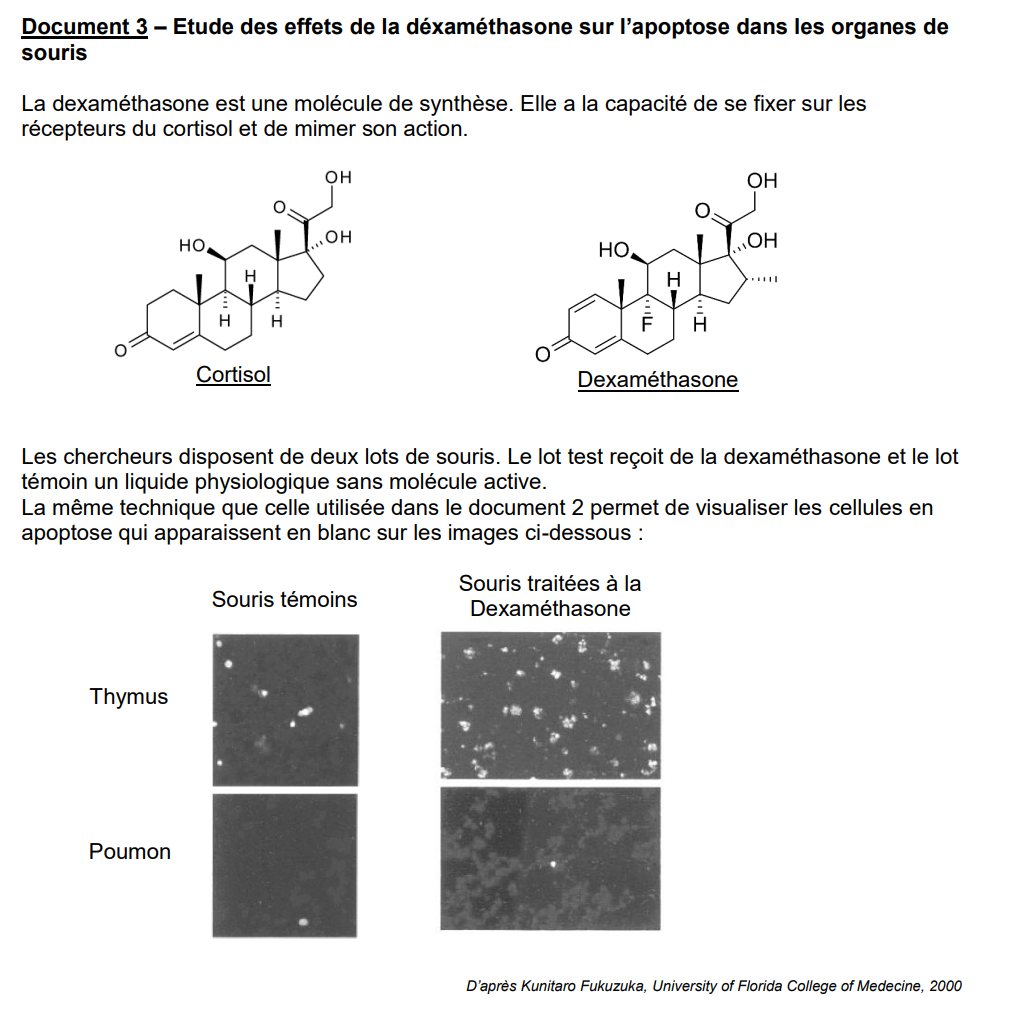 Document 3 – Etude des effets de la déxaméthasone sur l'apoptose dans les organes de
souris
La dexaméthasone est une molécule de synthèse. Elle a la capacité de se fixer sur les
récepteurs du cortisol et de mimer son action.
OH
O
OH
HO
H
H
H
O
Cortisol
OH
O
OH
HO
H
F
H
O
Dexaméthasone
Les chercheurs disposent de deux lots de souris. Le lot test reçoit de la dexaméthasone et le lot
témoin un liquide physiologique sans molécule active.
La même technique que celle utilisée dans le document 2 permet de visualiser les cellules en
apoptose qui apparaissent en blanc sur les images ci-dessous :
Souris témoins
Souris traitées à la
Dexaméthasone
Thymus
Poumon
D'après Kunitaro Fukuzuka, University of Florida College of Medecine, 2000